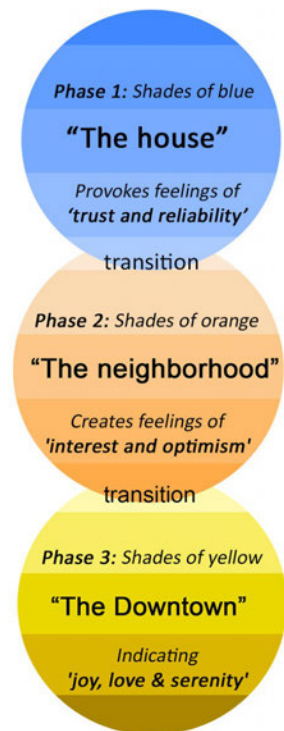 Phase 1: Shades of blue
“The house”
Provokes feelings of
‘trust and reliability’
transition
Phase 2: Shades of orange
“The neighborhood”
Creates feelings of
'interest and optimism'
transition
Phase 3: Shades of yellow
“The Downtown”
Indicating
'joy, love & serenity'